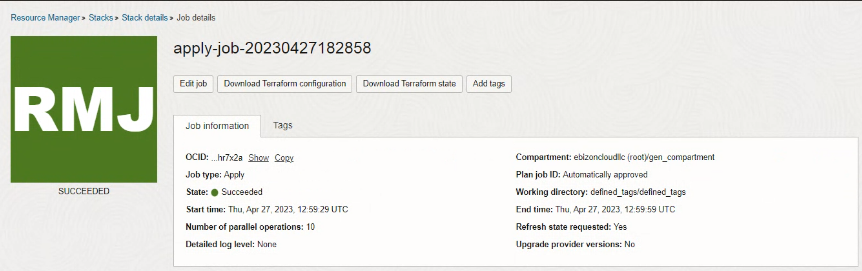 Resource Manager » Stacks » Stack details » Job details
RMJ
SUCCEEDED
apply-job-20230427182858
Edit job Download Terraform configuration Download Terraform state Add tags
Job information Tags
OCID: ...hr7x2a Show Copy
Job type: Apply
State: Succeeded
Start time: Thu, Apr 27, 2023, 12:59:29 UTC
Number of parallel operations: 10
Detailed log level: None
Compartment: ebizoncloudllc (root)/gen_compartment
Plan job ID: Automatically approved
Working directory: defined_tags/defined_tags
End time: Thu, Apr 27, 2023, 12:59:59 UTC
Refresh state requested: Yes
Upgrade provider versions: No